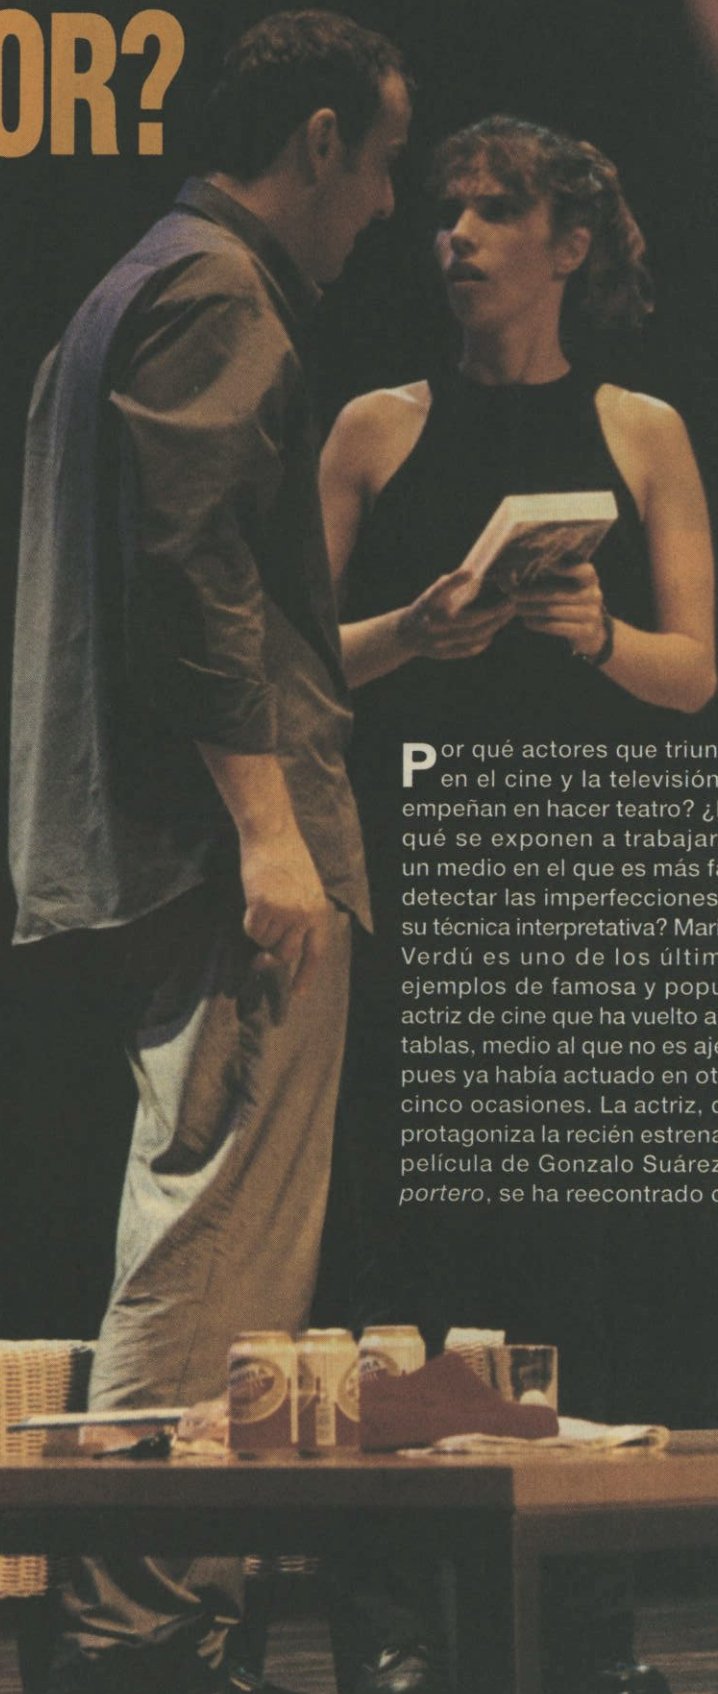 OR?
Por qué actores que triun
en el cine y la televisión
empeñan en hacer teatro? ¿
qué se exponen a trabajar
un medio en el que es más fá
detectar las imperfecciones
su técnica interpretativa? Mari
Verdú es uno de los últim
ejemplos de famosa y popu
actriz de cine que ha vuelto a
tablas, medio al que no es aje
pues ya había actuado en ot
cinco ocasiones. La actriz,
protagoniza la recién estrena
película de Gonzalo Suárez
portero, se ha reecontrado